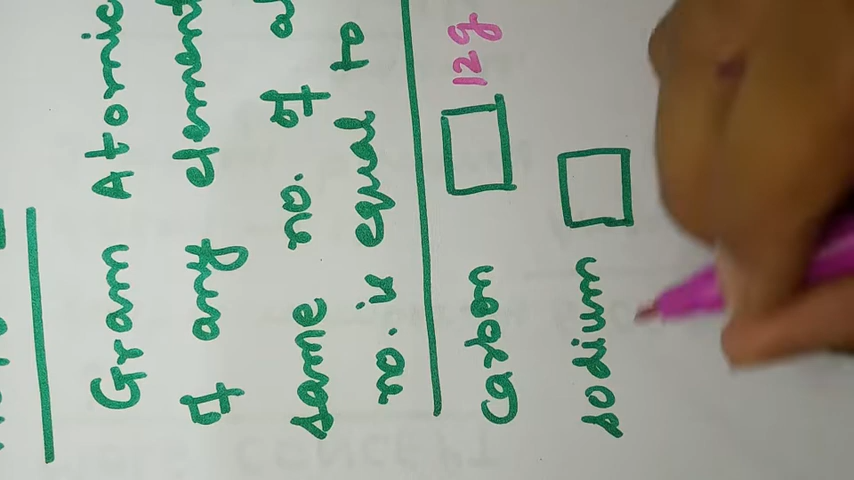 Gram Atomic
of any element
same no. of
no. is equal to
Carbon 12g
sodium